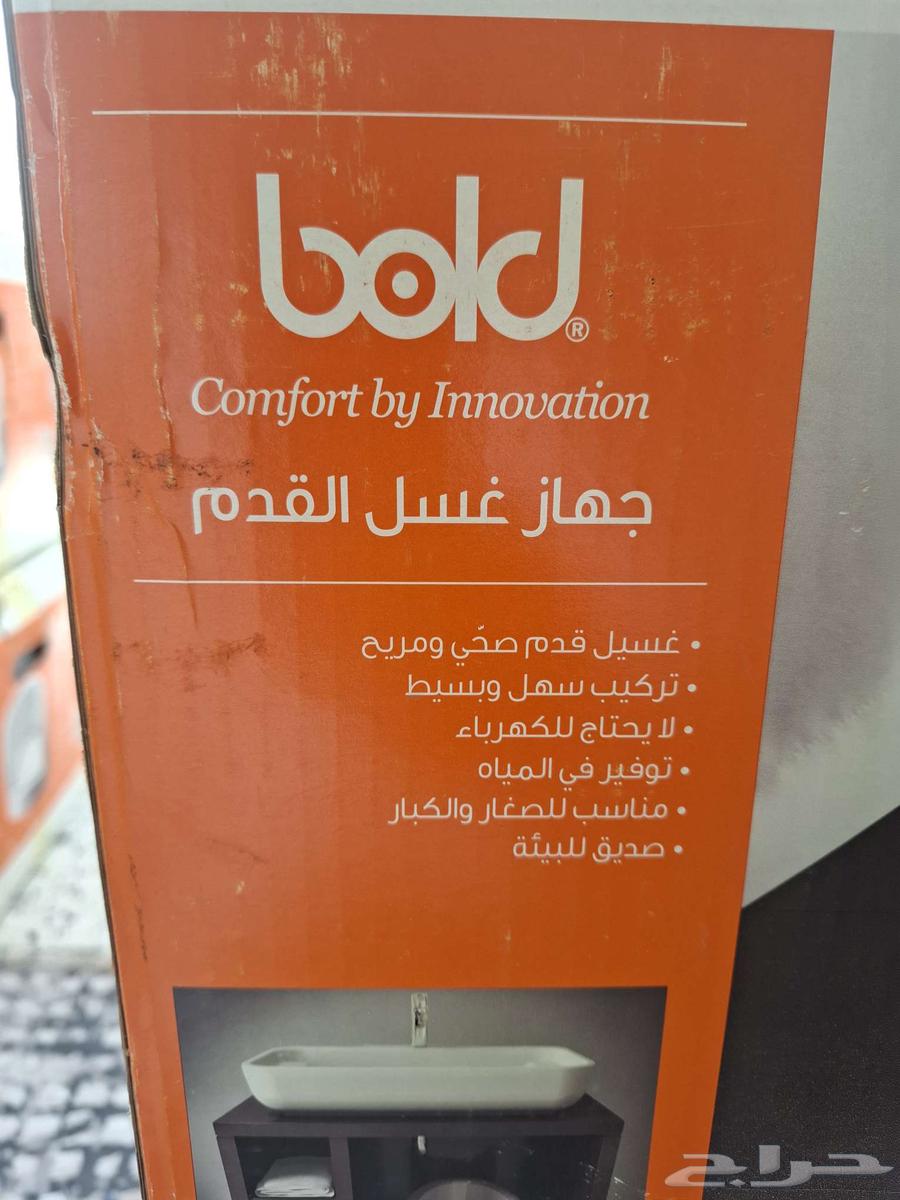 bold®
Comfort by Innovation
جهاز غسل القدم
• غسيل قدم صحّي ومريح
• تركيب سهل وبسيط
• لا يحتاج للكهرباء
• توفير في المياه
• مناسب للصغار والكبار
• صديق للبيئة
حراج